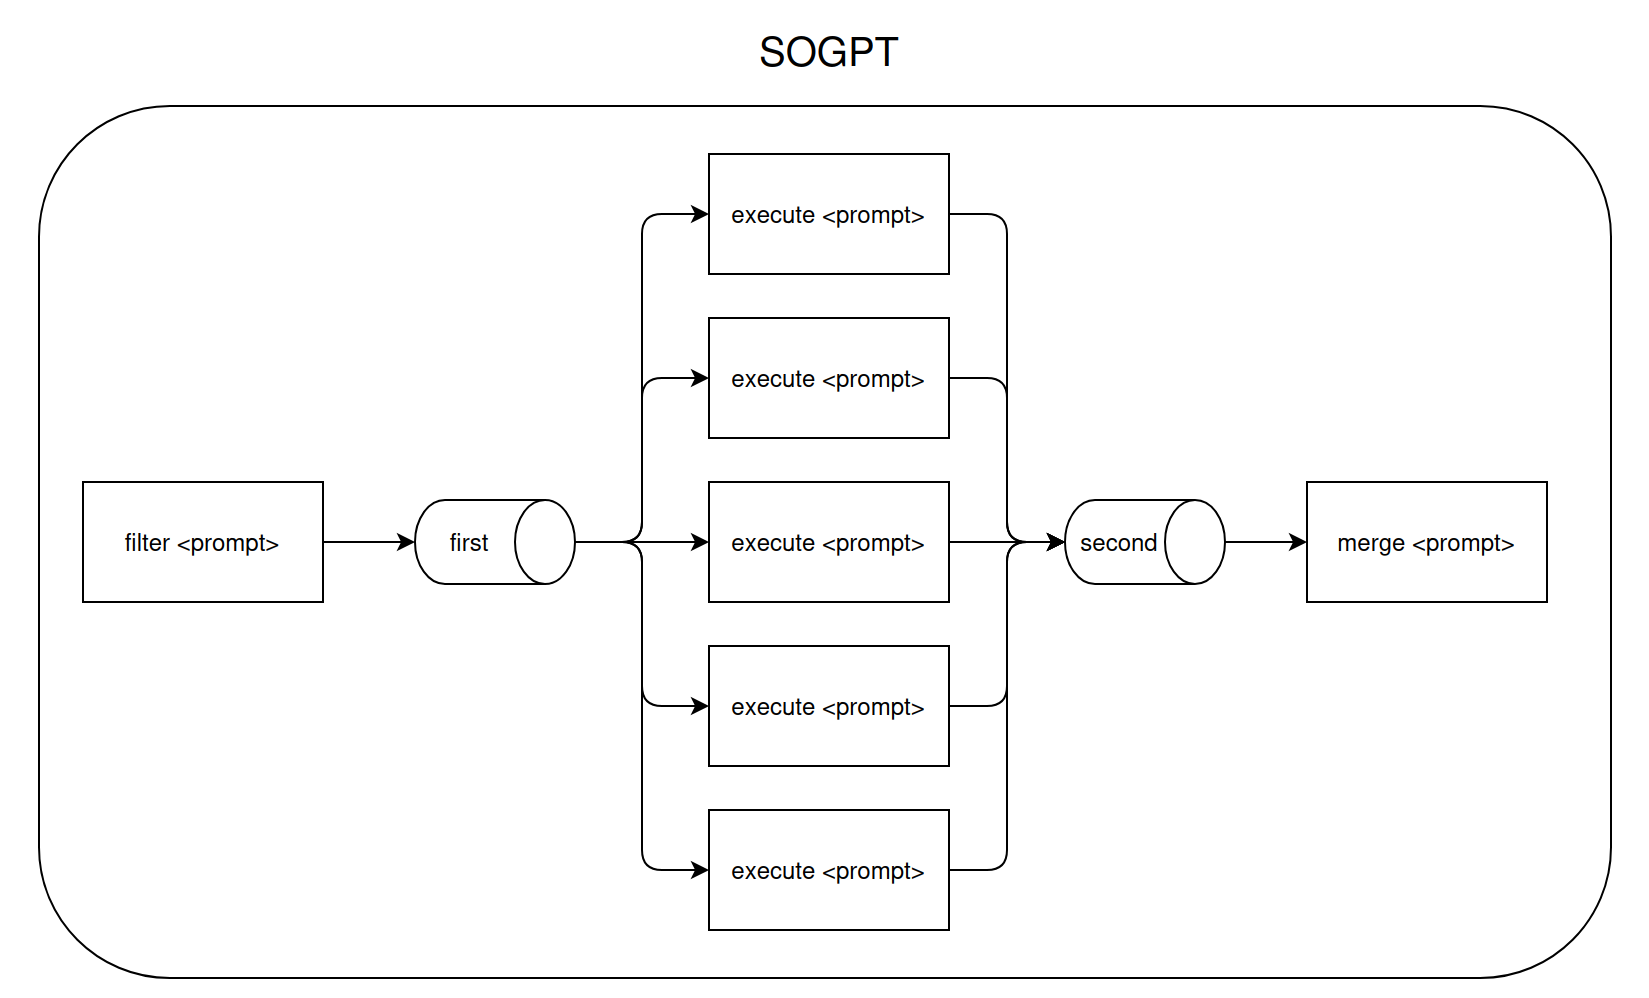 SOGPT
execute <prompt>
execute <prompt>
filter <prompt>
first
execute <prompt>
second
merge <prompt>
execute <prompt>
execute <prompt>